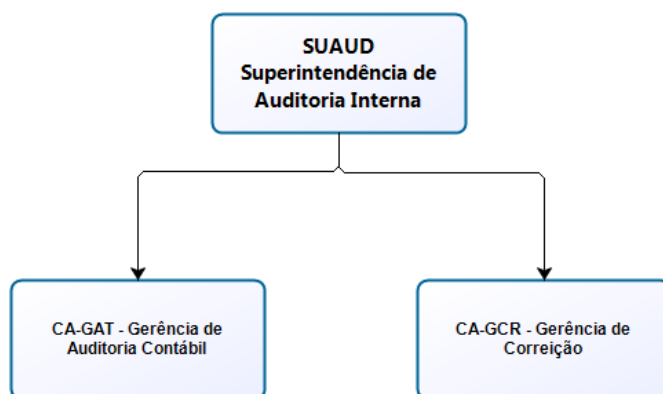 SUAUD
Superintendência de
Auditoria Interna
CA-GAT - Gerência de
Auditoria Contábil
CA-GCR - Gerência de
Correição